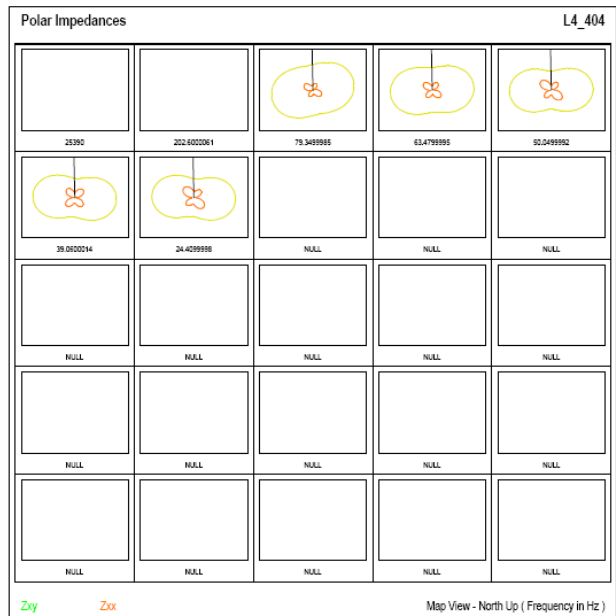 Polar Impedances L4_404
25390 202.6000061 79.3499985 63.4799995 50.0499992
39.0600014 24.4099998 NULL NULL NULL
NULL NULL NULL NULL NULL
NULL NULL NULL NULL NULL
NULL NULL NULL NULL NULL
Zxy Zxx Map View - North Up ( Frequency in Hz )